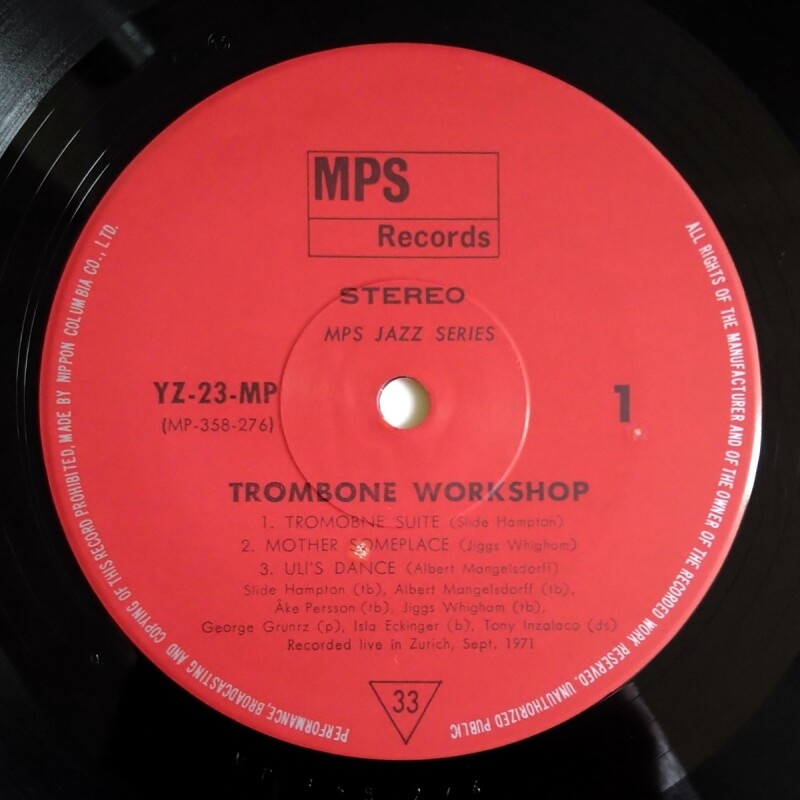 MPS
Records
STEREO
MPS JAZZ SERIES
YZ-23-MP
(MP-358-276)
1
TROMBONE WORKSHOP
1. TROMOBNE SUITE (Slide Hampton)
2. MOTHER SOMEPLACE (Jiggs Whigham)
3. ULI'S DANCE (Albert Mangelsdorff)
Slide Hampton (tb), Albert Mangelsdorff (tb),
Åke Persson (tb), Jiggs Whigham (tb),
George Grunrz (p), Isla Eckinger (b), Tony Inzalaco (ds)
Recorded live in Zurich, Sept. 1971
33
ALL RIGHTS OF THE MANUFACTURER AND OF THE OWNER OF THE RECORDED WORK RESERVED. UNAUTHORIZED PUBLIC
PERFORMANCE, BROADCASTING AND COPYING OF THIS RECORD PROHIBITED, MADE BY NIPPON COLUMBIA CO., LTD.